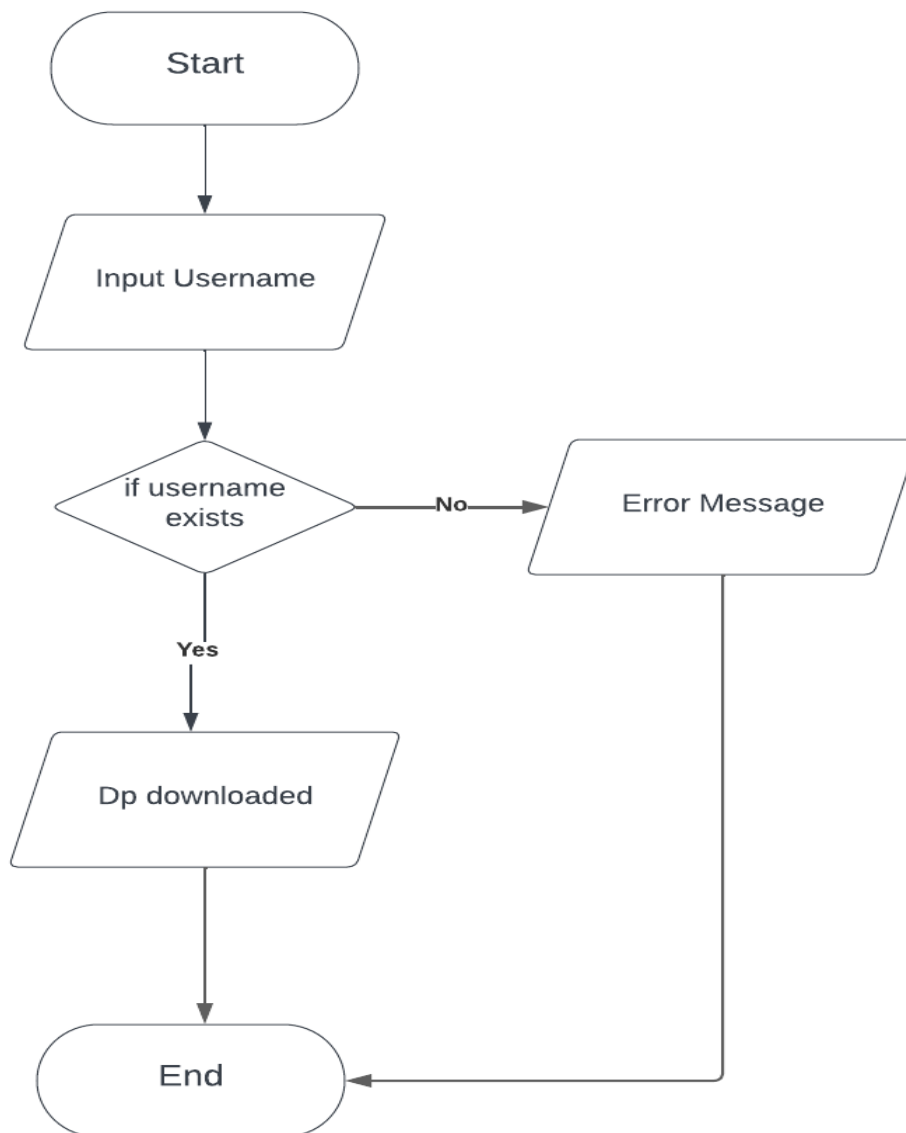 Start
Input Username
if username
exists
No
Error Message
Yes
Dp downloaded
End